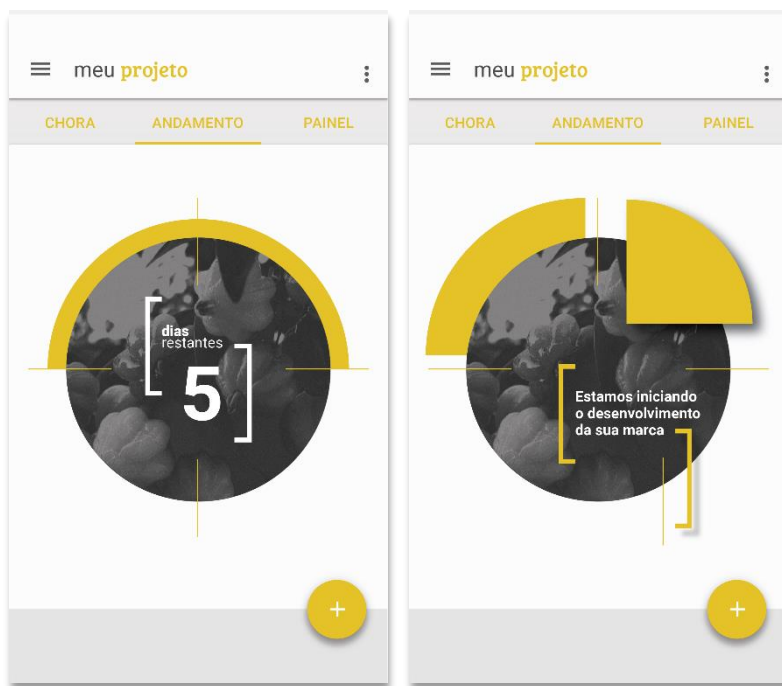 meu projeto
CHORA ANDAMENTO PAINEL
dias
restantes
5
+
meu projeto
CHORA ANDAMENTO PAINEL
Estamos iniciando
o desenvolvimento
da sua marca
+